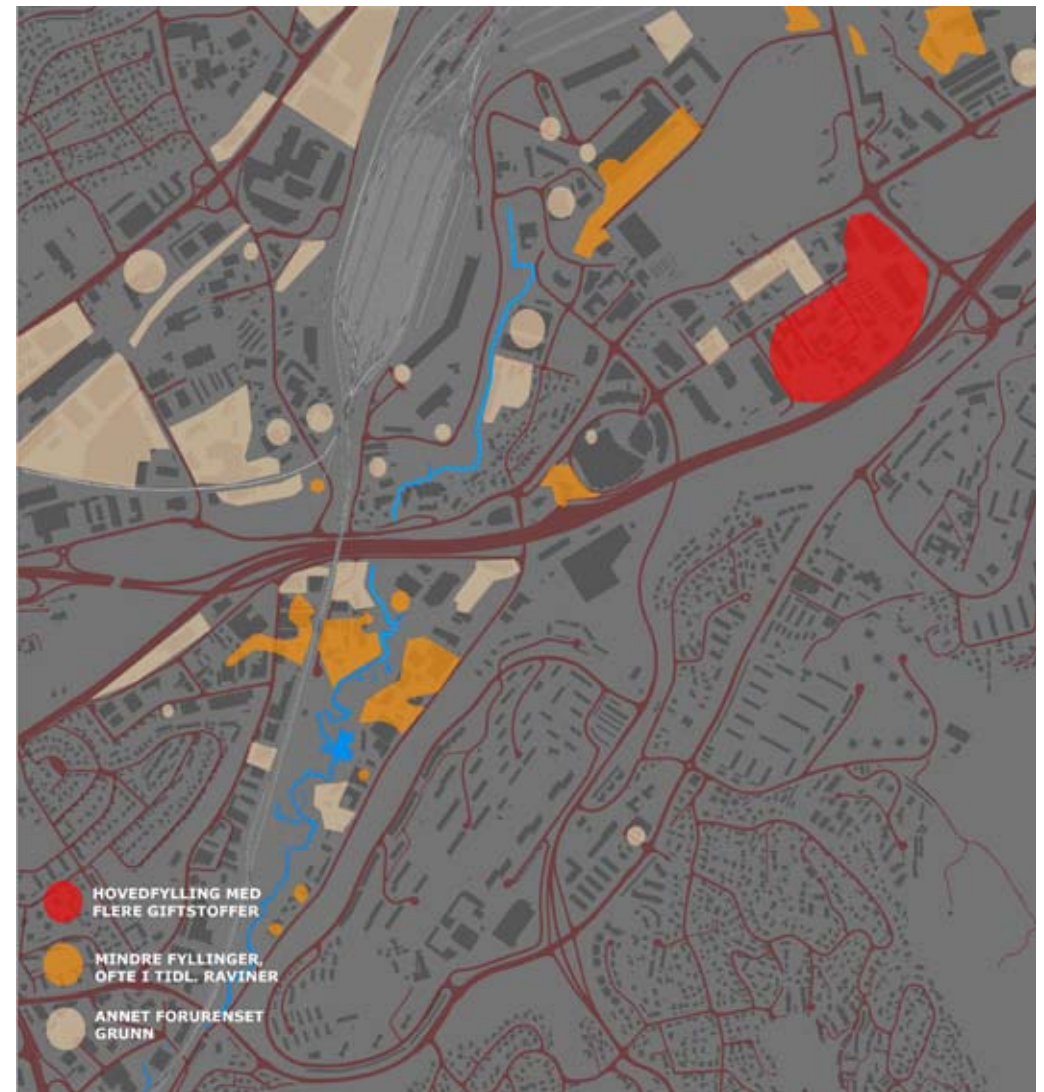 HOVEDFYLLING MED
FLERE GIFTSTOFFER
MINDRE FYLLINGER,
OFTE I TIDL. RAVINER
ANNET FORURENSET
GRUNN